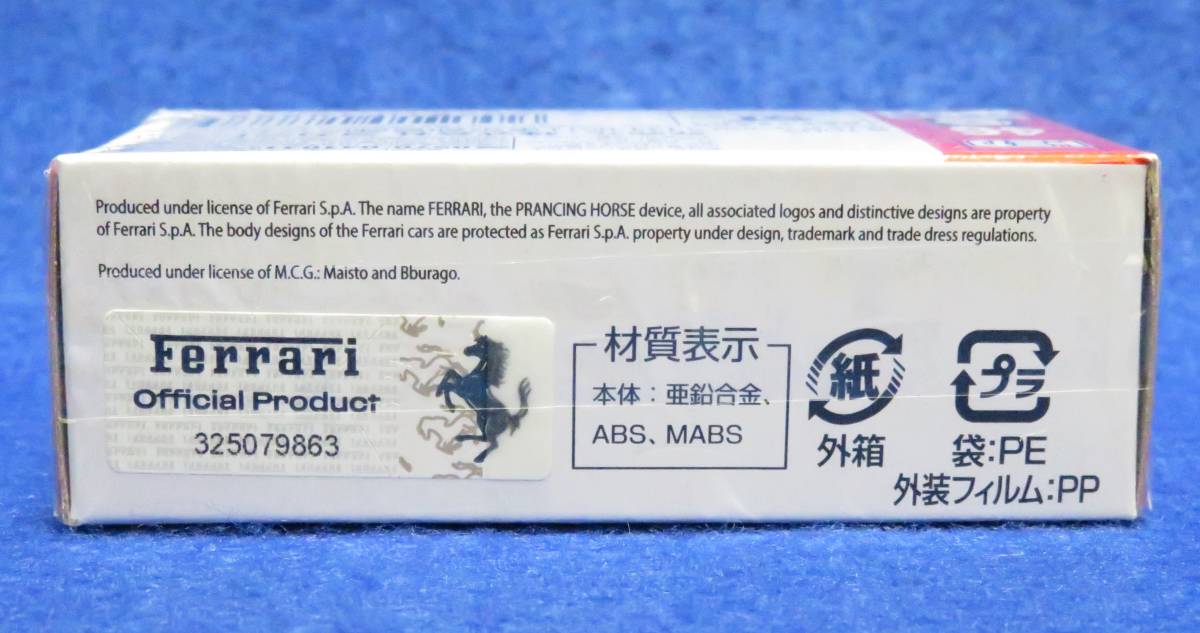 Produced under license of Ferrari S.p.A. The name FERRARI, the PRANCING HORSE device, all associated logos and distinctive designs are property
of Ferrari S.p.A. The body designs of the Ferrari cars are protected as Ferrari S.p.A. property under design, trademark and trade dress regulations.
Produced under license of M.C.G.: Maisto and Bburago.
Ferrari
Official Product
325079863
材質表示
本体：亜鉛合金、
ABS、MABS
紙
外箱
プラ
袋:PE
外装フィルム:PP